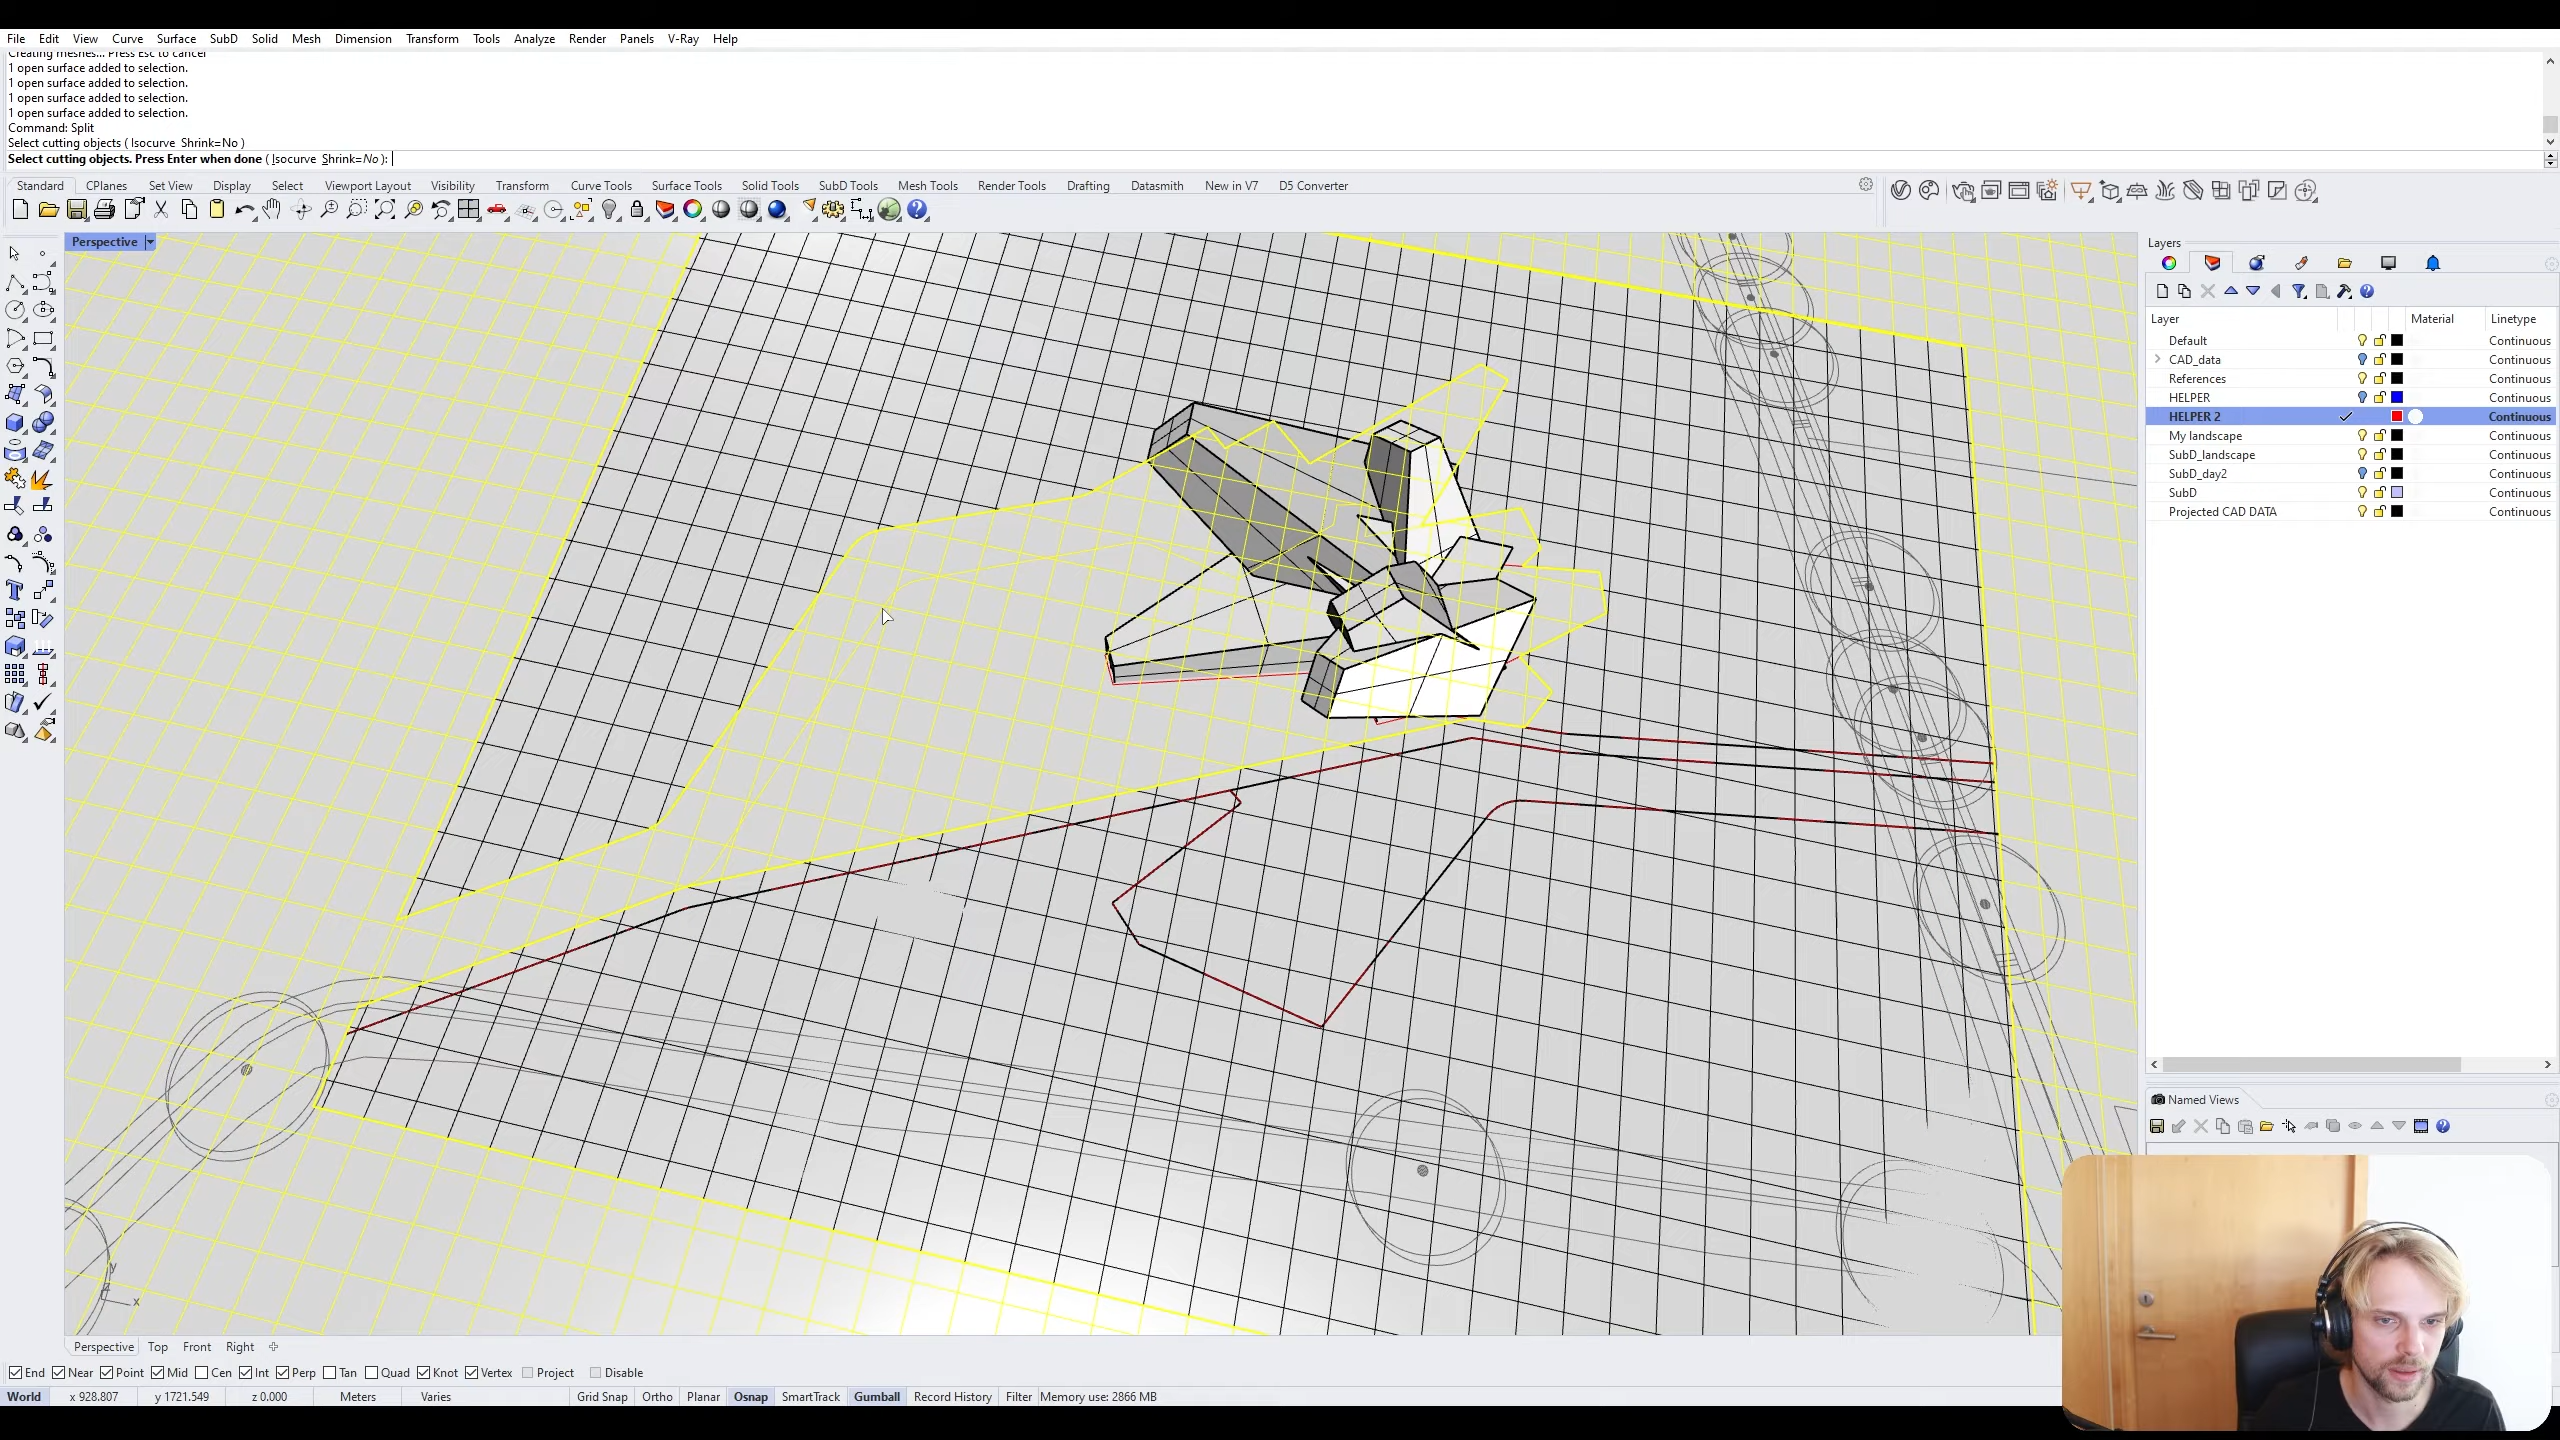 File Edit View Curve Surface SubD Solid Mesh Dimension Transform Tools Analyze Render Panels V-Ray Help
Creating meshes... Press Esc to cancel
1 open surface added to selection.
1 open surface added to selection.
1 open surface added to selection.
1 open surface added to selection.
Command: Split
Select cutting objects ( Isocurve Shrink=No )
Select cutting objects. Press Enter when done ( Isocurve Shrink=No ):
Standard CPlanes Set View Display Select Viewport Layout Visibility Transform Curve Tools Surface Tools Solid Tools SubD Tools Mesh Tools Render Tools Drafting Datasmith New in V7 D5 Converter
Perspective
Layers
Layer Material Linetype
Default Continuous
CAD_data Continuous
References Continuous
HELPER Continuous
HELPER 2 Continuous
My landscape Continuous
SubD_landscape Continuous
SubD_day2 Continuous
SubD Continuous
Projected CAD DATA Continuous
Named Views
y
z
x
Perspective Top Front Right
End Near Point Mid Cen Int Perp Tan Quad Knot Vertex Project Disable
World x 928.807 y 1721.549 z 0.000 Meters Varies Grid Snap Ortho Planar Osnap SmartTrack Gumball Record History Filter Memory use: 2866 MB